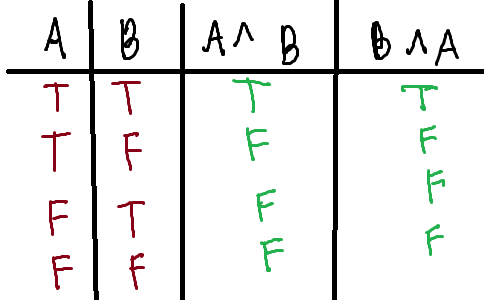 A B A ∧ B B ∧ A
T T T T
T F F F
F T F F
F F F F